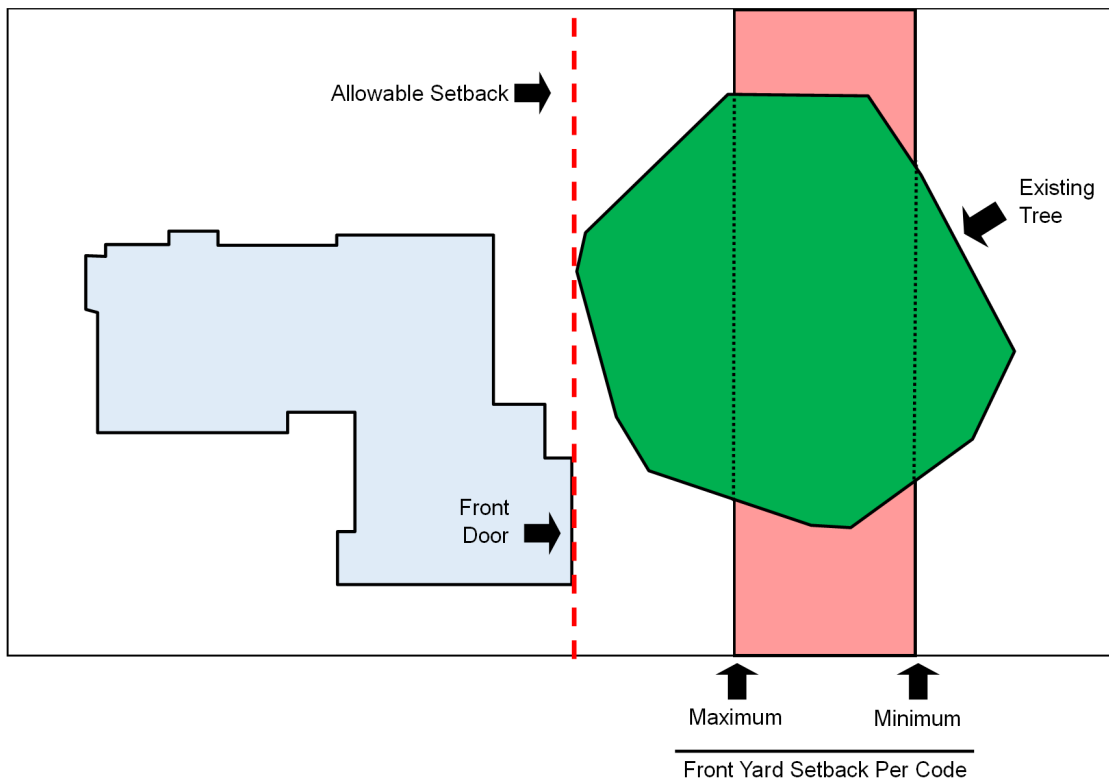 Allowable Setback
Existing
Tree
Front
Door
Maximum
Minimum
Front Yard Setback Per Code